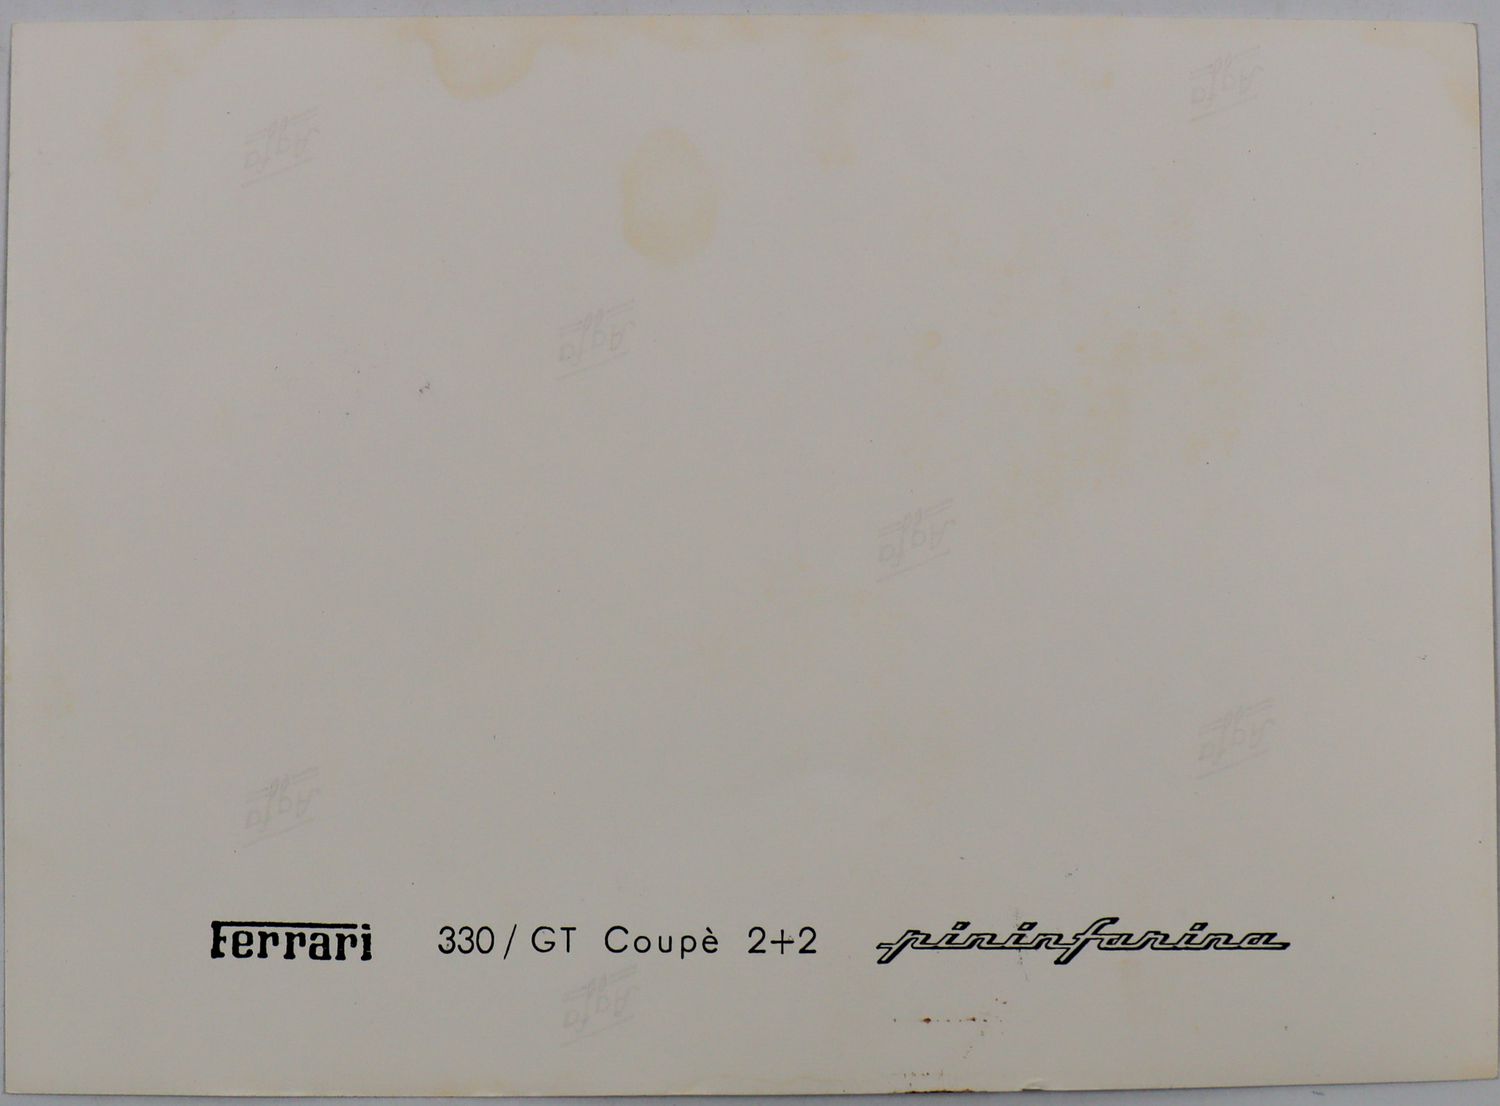 Ferrari 330 / GT Coupè 2+2 pininfarina